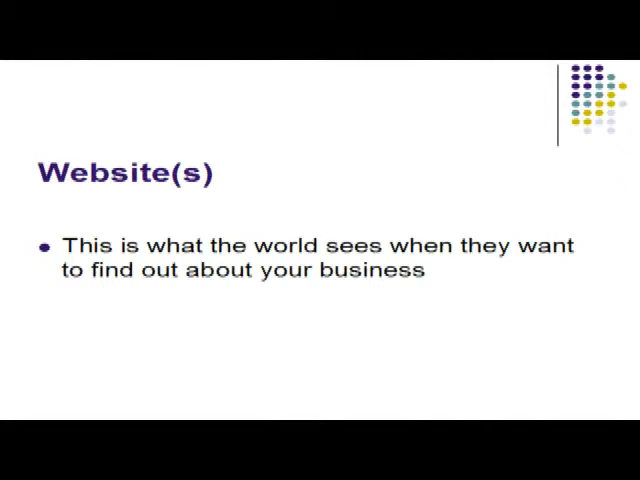 Website(s)
This is what the world sees when they want
to find out about your business